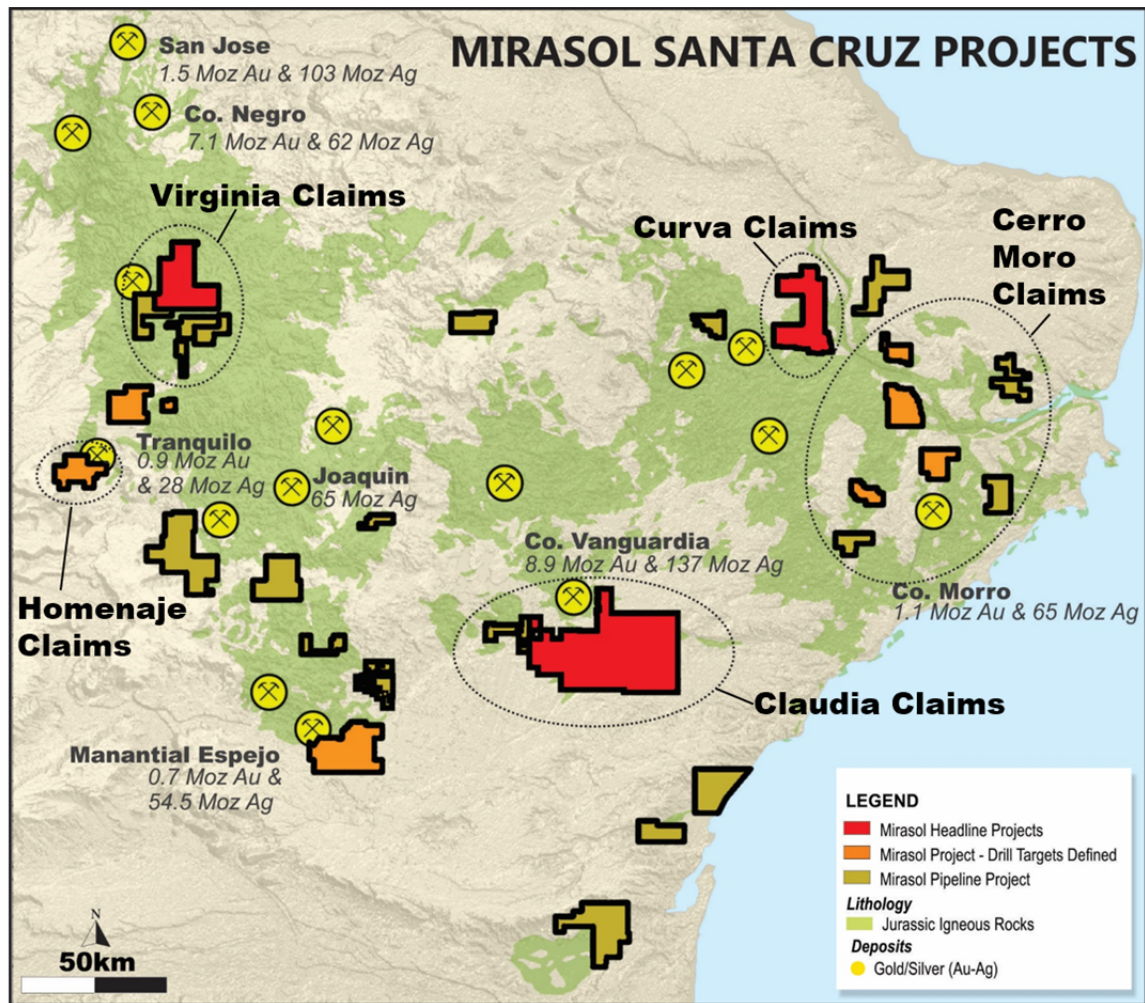 MIRASOL SANTA CRUZ PROJECTS
San Jose
1.5 Moz Au & 103 Moz Ag
Co. Negro
7.1 Moz Au & 62 Moz Ag
Virginia Claims
Curva Claims
Cerro
Moro
Claims
Tranquilo
0.9 Moz Au
& 28 Moz Ag
Joaquin
65 Moz Ag
Homenaje
Claims
Co. Vanguardia
8.9 Moz Au & 137 Moz Ag
Co. Morro
1.1 Moz Au & 65 Moz Ag
Claudia Claims
Manantial Espejo
0.7 Moz Au &
54.5 Moz Ag
LEGEND
Mirasol Headline Projects
Mirasol Project - Drill Targets Defined
Mirasol Pipeline Project
Lithology
Jurassic Igneous Rocks
Deposits
Gold/Silver (Au-Ag)
N
50km